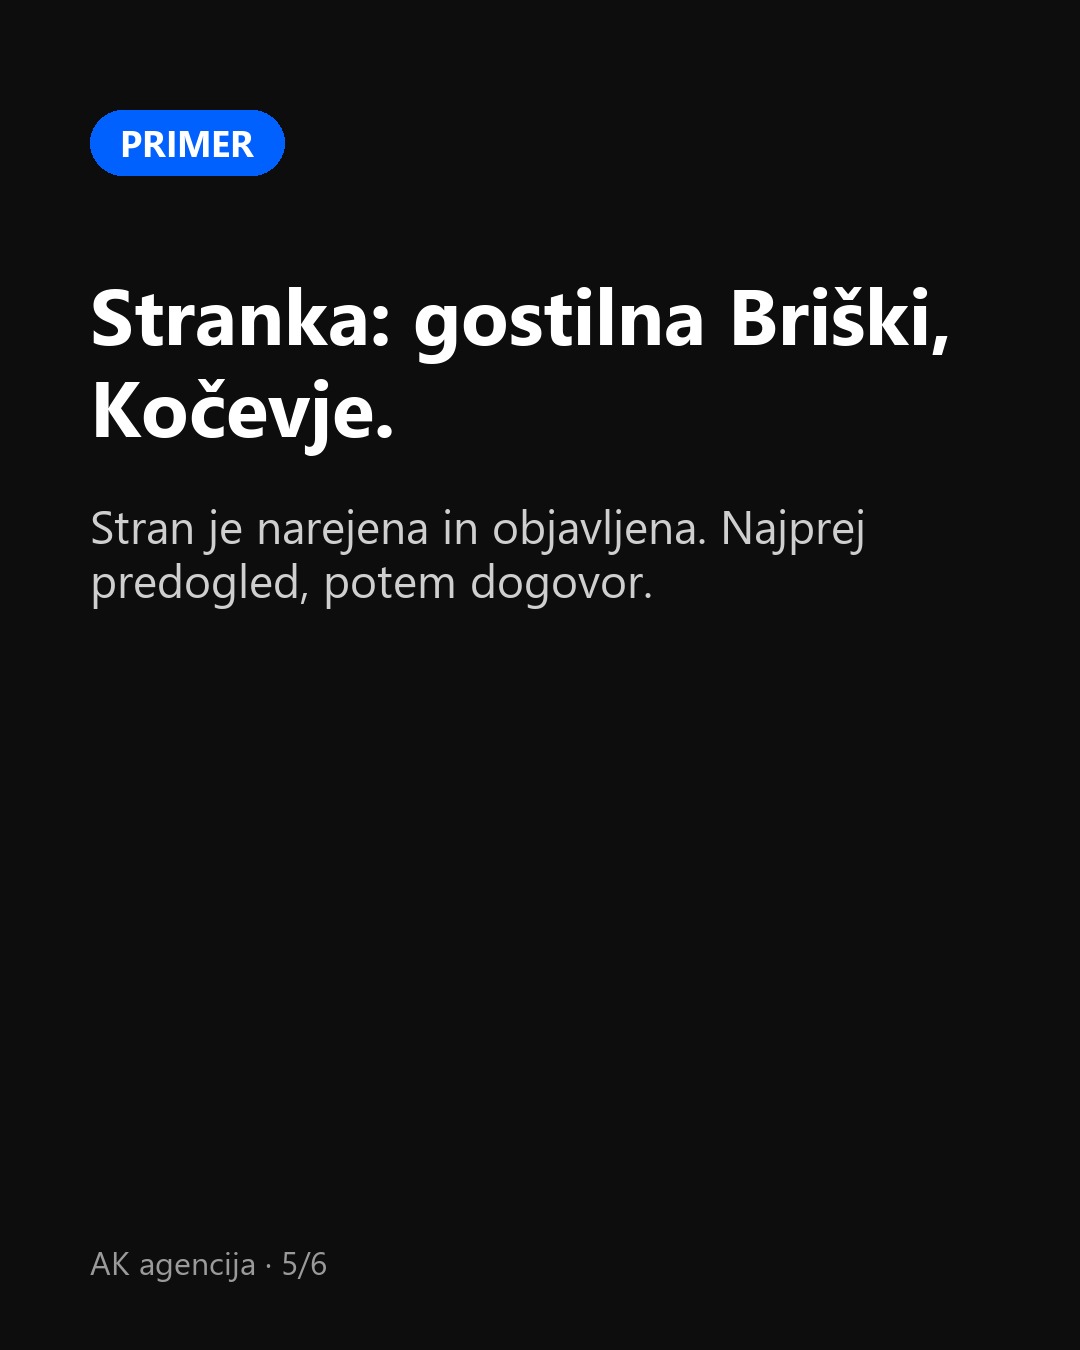 PRIMER
Stranka: gostilna Briški,
Kočevje.
Stran je narejena in objavljena. Najprej
predogled, potem dogovor.
AK agencija · 5/6